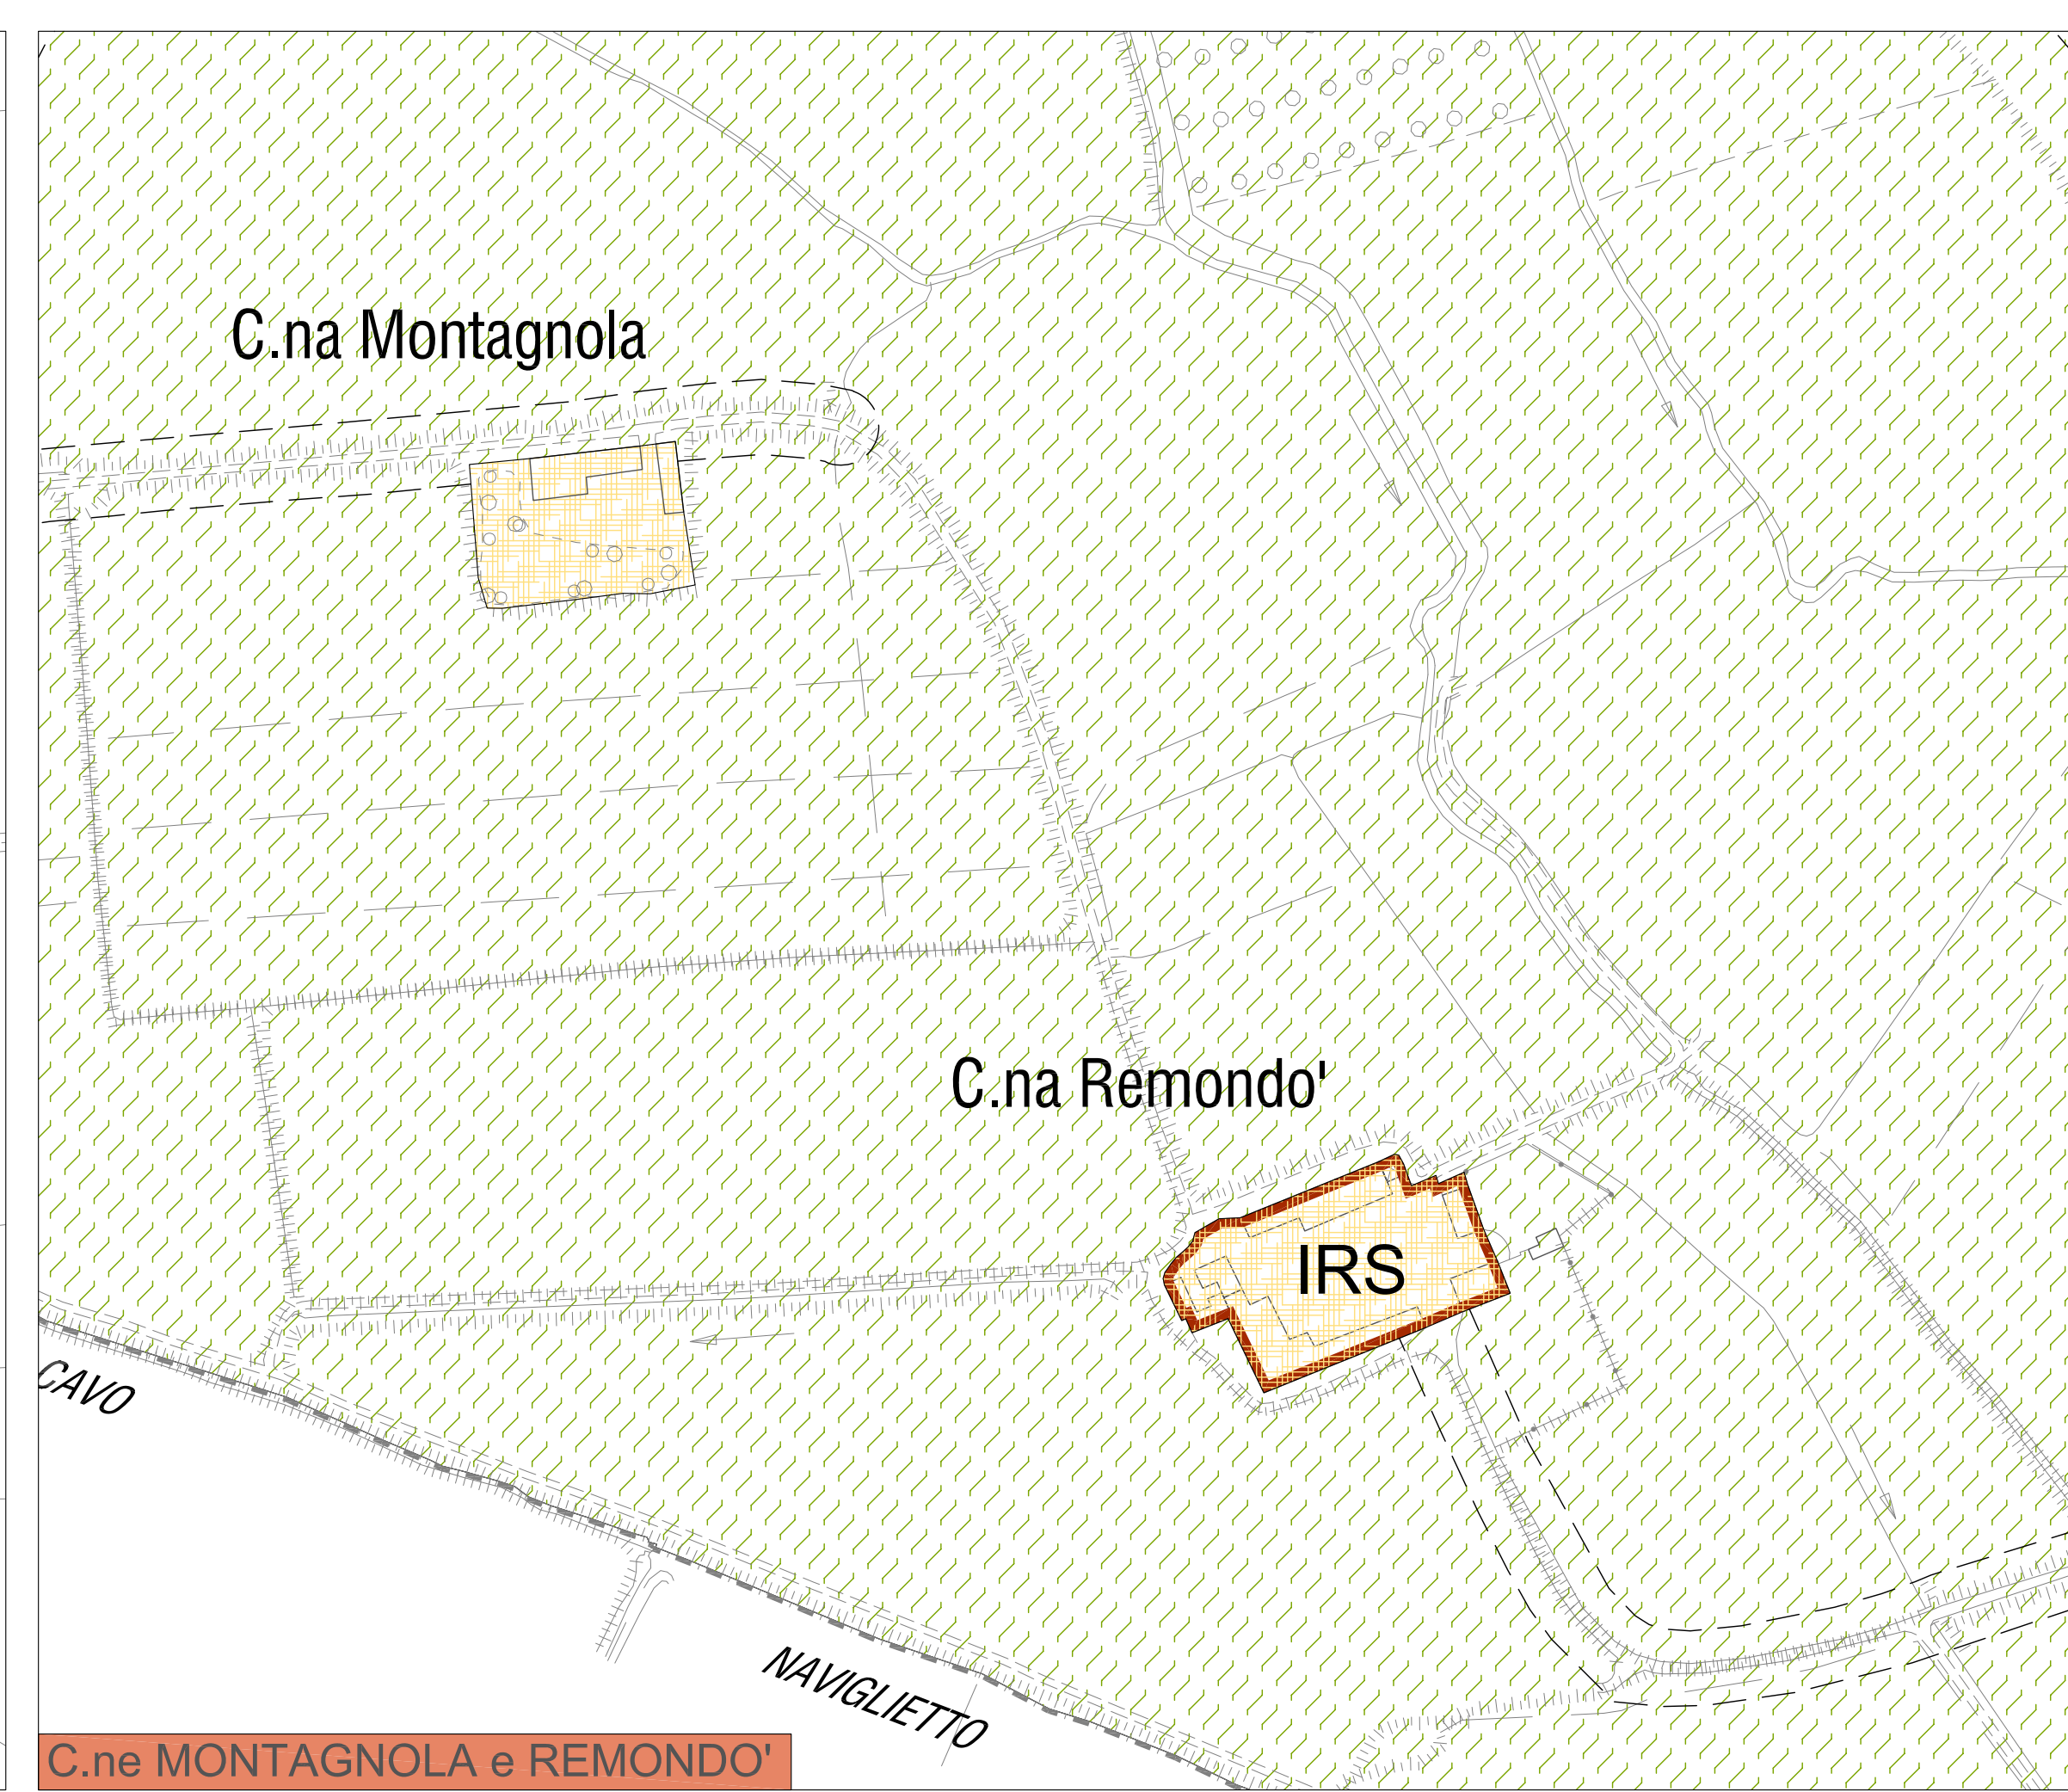 C.na Montagnola
C.na Remondo'
IRS
CAVO
NAVIGLIETTO
C.ne MONTAGNOLA e REMONDO'